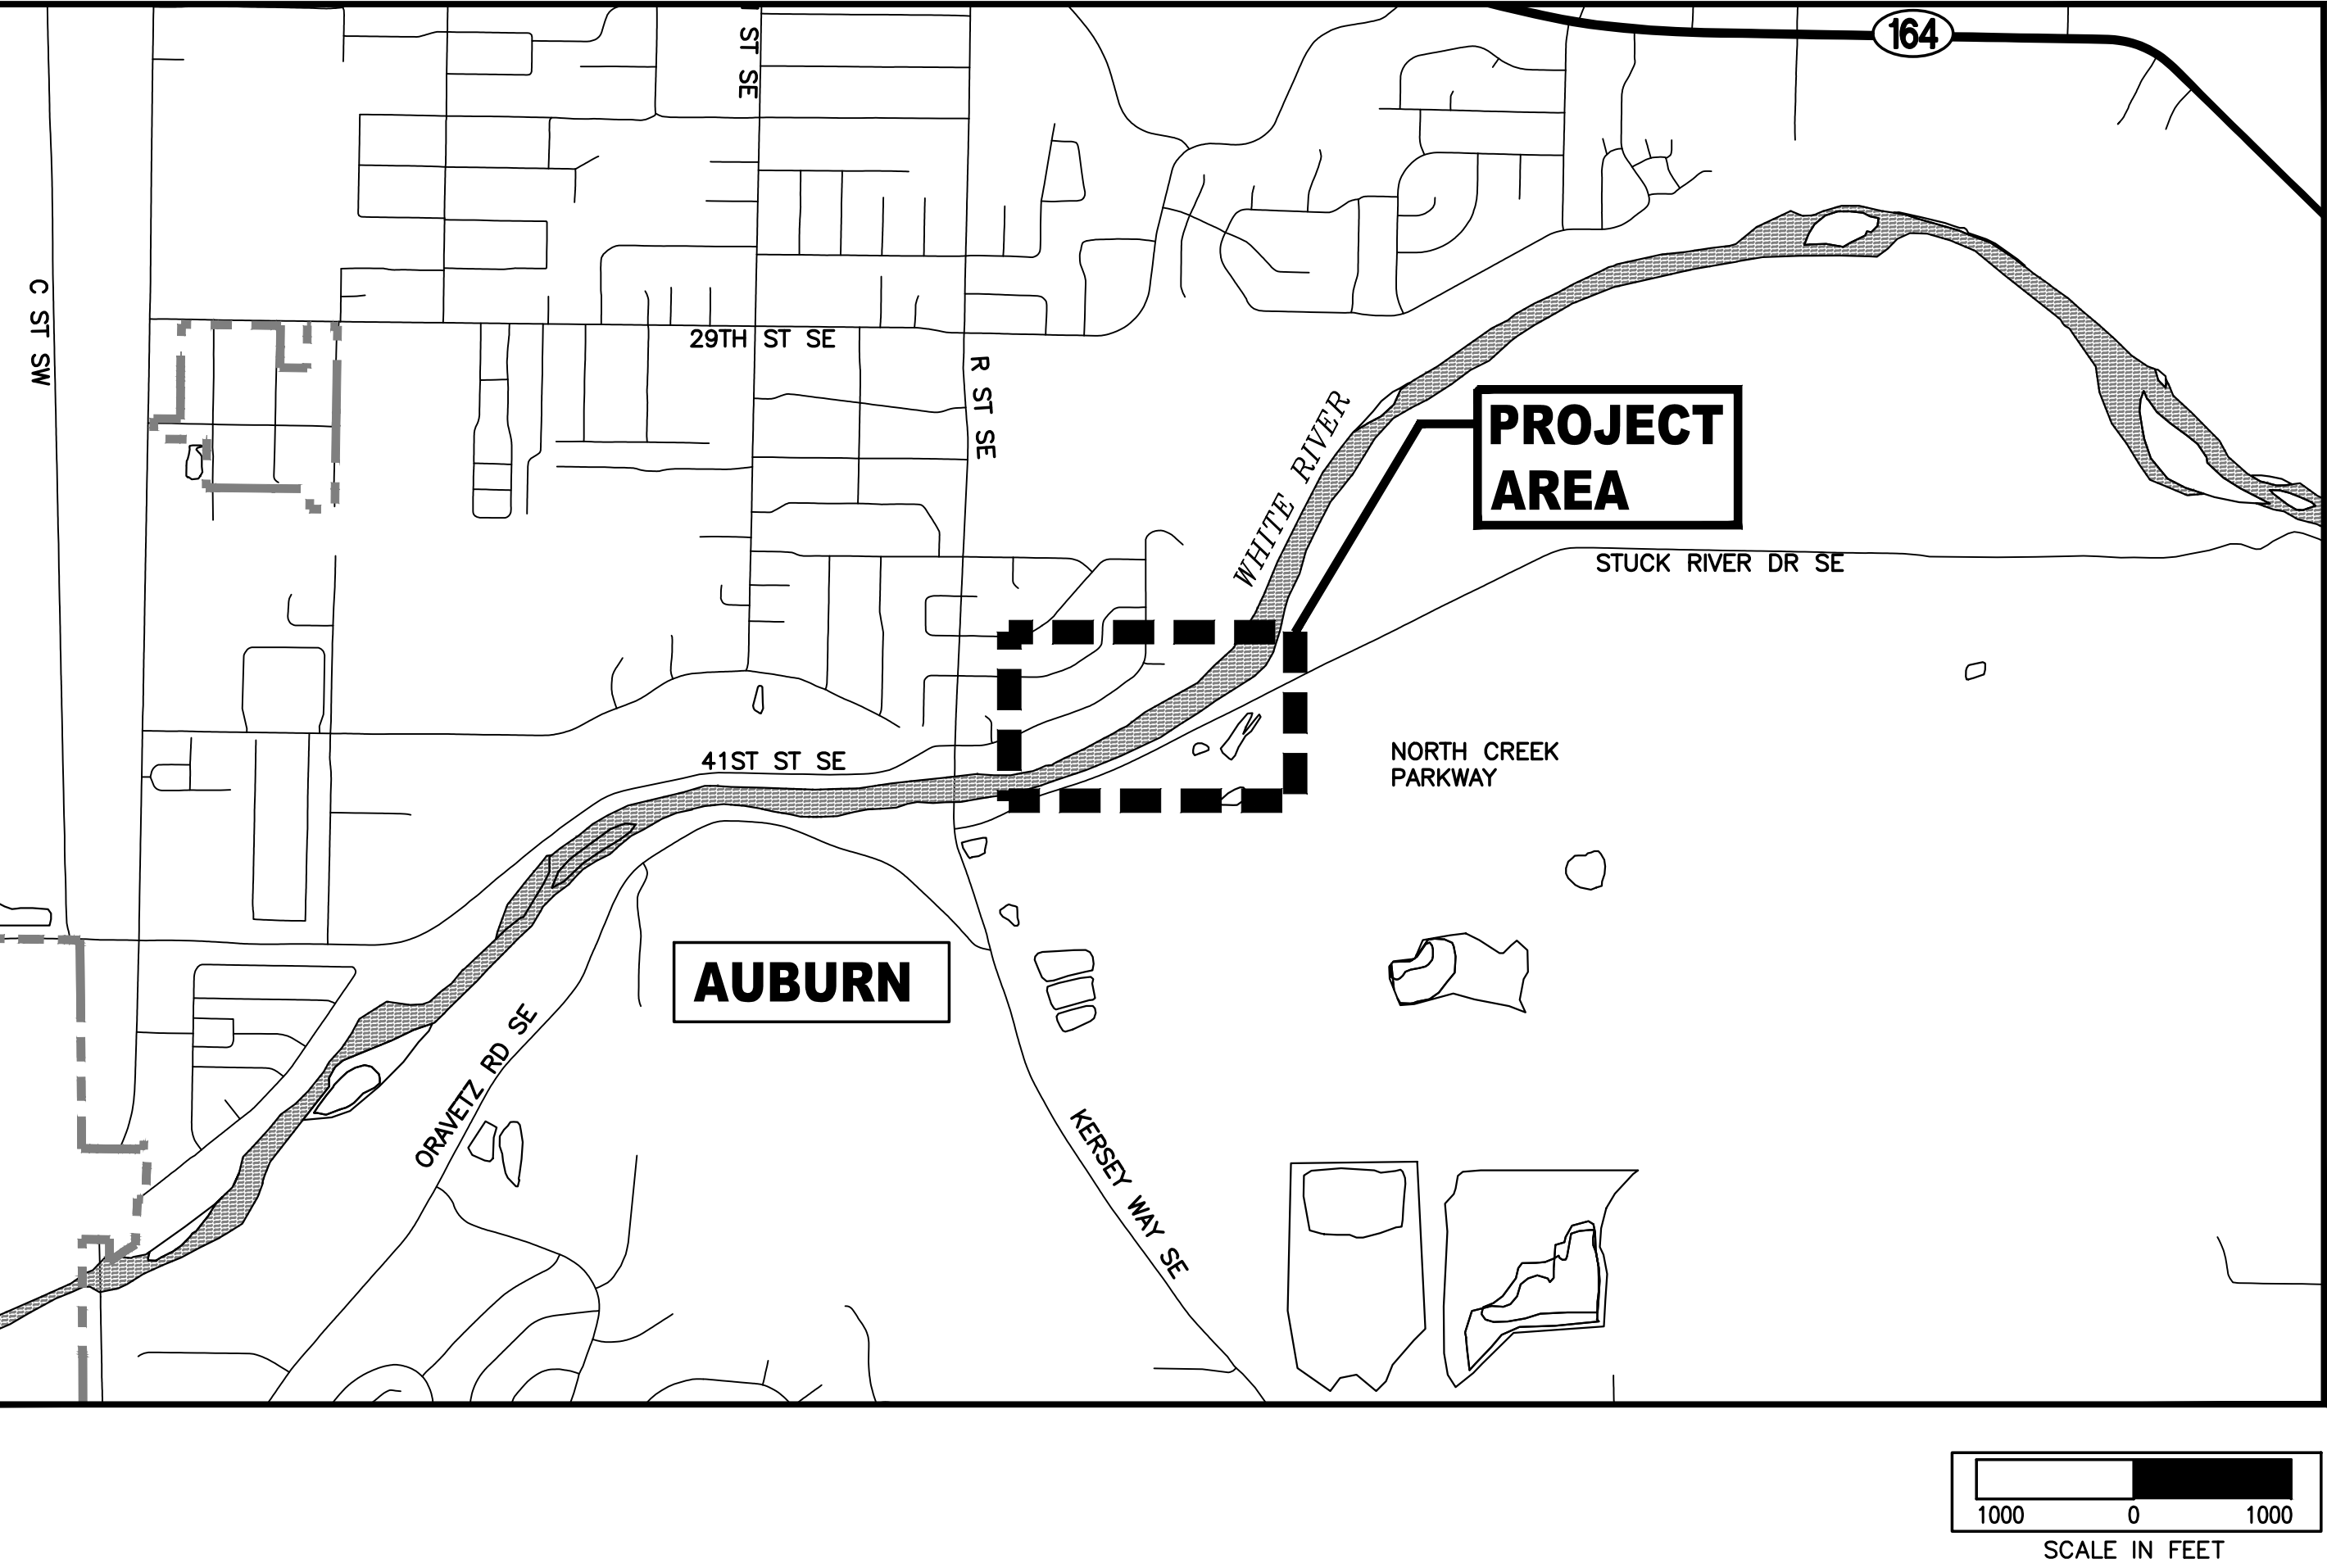 164
ST SE
C ST SW
29TH ST SE
R ST SE
WHITE RIVER
PROJECT
AREA
STUCK RIVER DR SE
41ST ST SE
NORTH CREEK
PARKWAY
AUBURN
ORAVETZ RD SE
KERSEY WAY SE
1000 0 1000
SCALE IN FEET